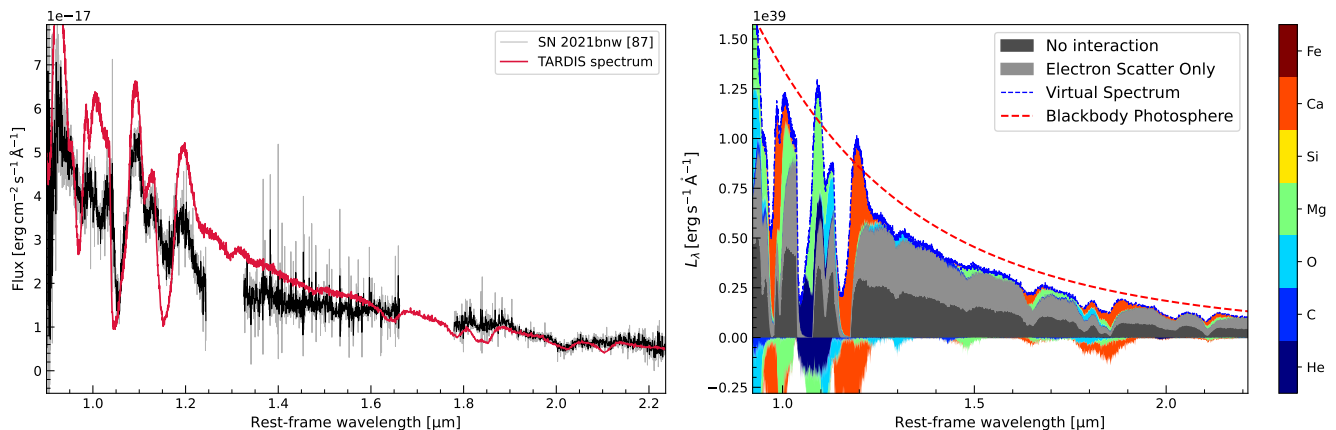 1e−17
SN 2021bnw [87]
TARDIS spectrum
Flux [erg cm⁻² s⁻¹ Å⁻¹]
7
6
5
4
3
2
1
0
1.0 1.2 1.4 1.6 1.8 2.0 2.2
Rest-frame wavelength [μm]
1e39
No interaction
Electron Scatter Only
Virtual Spectrum
Blackbody Photosphere
L_λ [erg s⁻¹ Å⁻¹]
1.50
1.25
1.00
0.75
0.50
0.25
0.00
−0.25
1.0 1.5 2.0
Rest-frame wavelength [μm]
Fe
Ca
Si
Mg
O
C
He